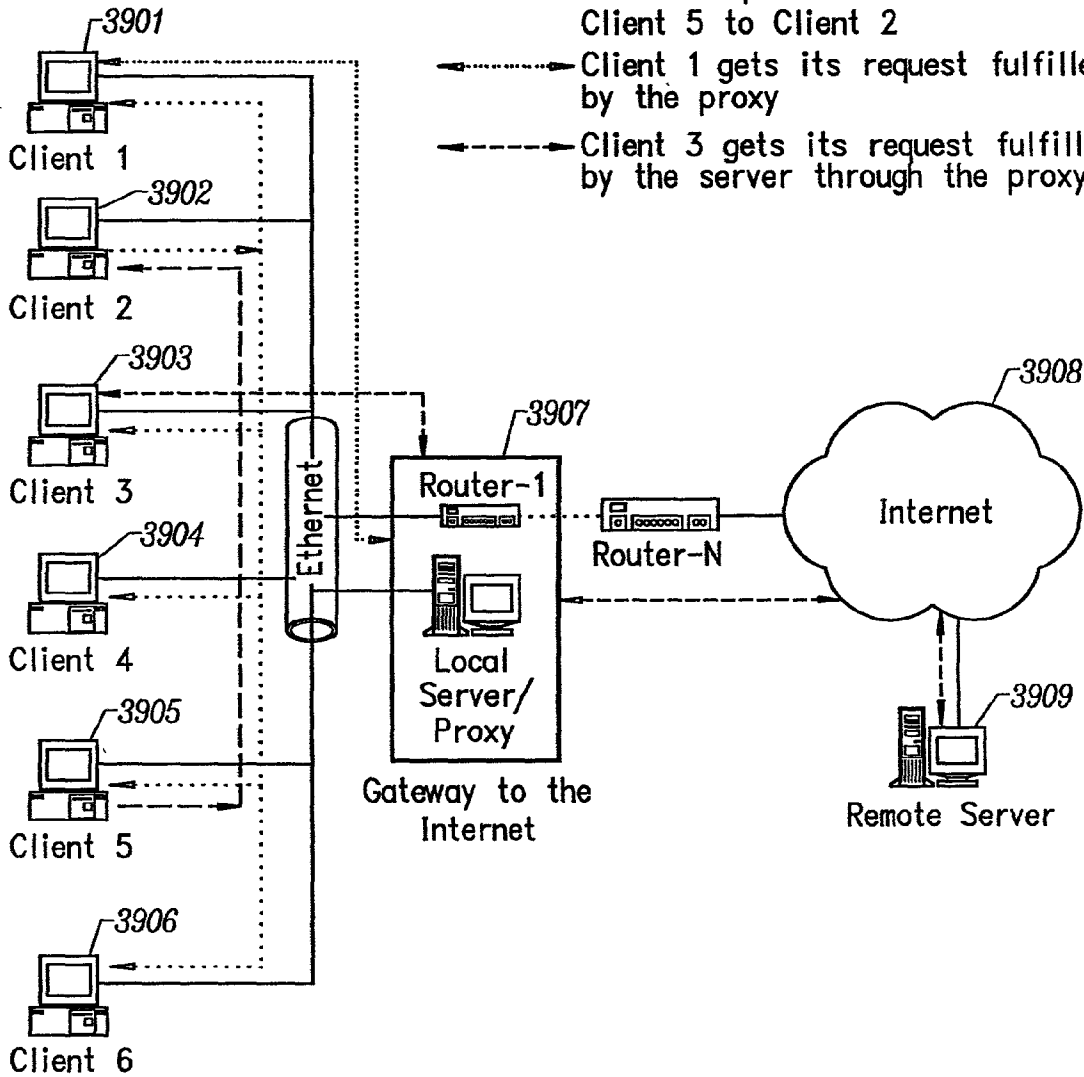 Client 5 to Client 2
Client 1 gets its request
by the proxy
Client 3 gets its request
by the server through the proxy
3901
Client 1
3902
Client 2
3903
Client 3
3904
Client 4
3905
Client 5
3906
Client 6
Ethernet
3907
Router-1
Local
Server/
Proxy
Gateway to the
Internet
Router-N
3908
Internet
3909
Remote Server